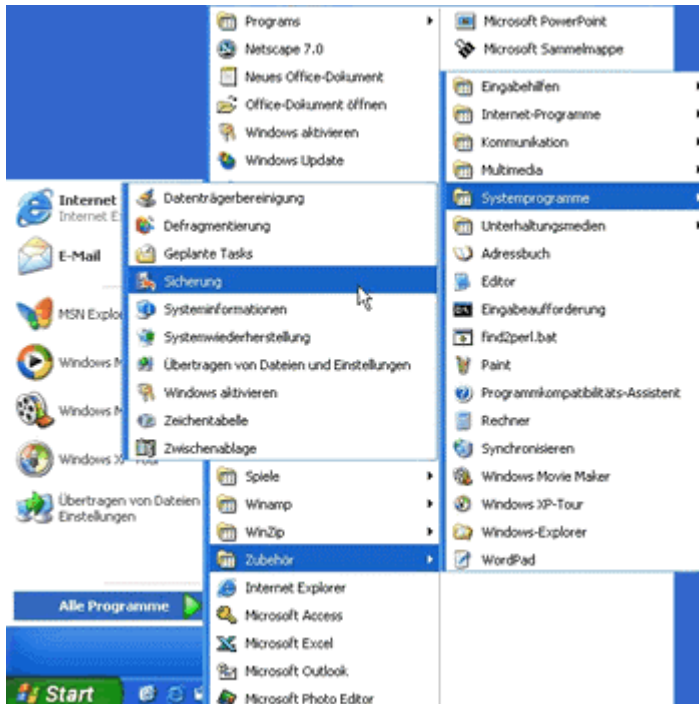 Programs
Netscape 7.0
Neues Office-Dokument
Office-Dokument öffnen
Windows aktivieren
Windows Update
Microsoft PowerPoint
Microsoft Sammelmappe
Eingabehilfen
Internet-Programme
Kommunikation
Multimedia
Systemprogramme
Unterhaltungsmedien
Adressbuch
Editor
Eingabeaufforderung
find2perl.bat
Paint
Programmkompatibilitäts-Assistent
Rechner
Synchronisieren
Windows Movie Maker
Windows XP-Tour
Windows-Explorer
WordPad
Datenträgerbereinigung
Defragmentierung
Geplante Tasks
Sicherung
Systeminformationen
Systemwiederherstellung
Übertragen von Dateien und Einstellungen
Windows aktivieren
Zeichentabelle
Zwischenablage
Internet
Internet E
E-Mail
MSN Explo
Windows M
Windows M
Windows XP-Tour
Übertragen von Dateien
Einstellungen
Spiele
Winamp
WinZip
Zubehör
Internet Explorer
Microsoft Access
Microsoft Excel
Microsoft Outlook
Microsoft Photo Editor
Alle Programme
Start